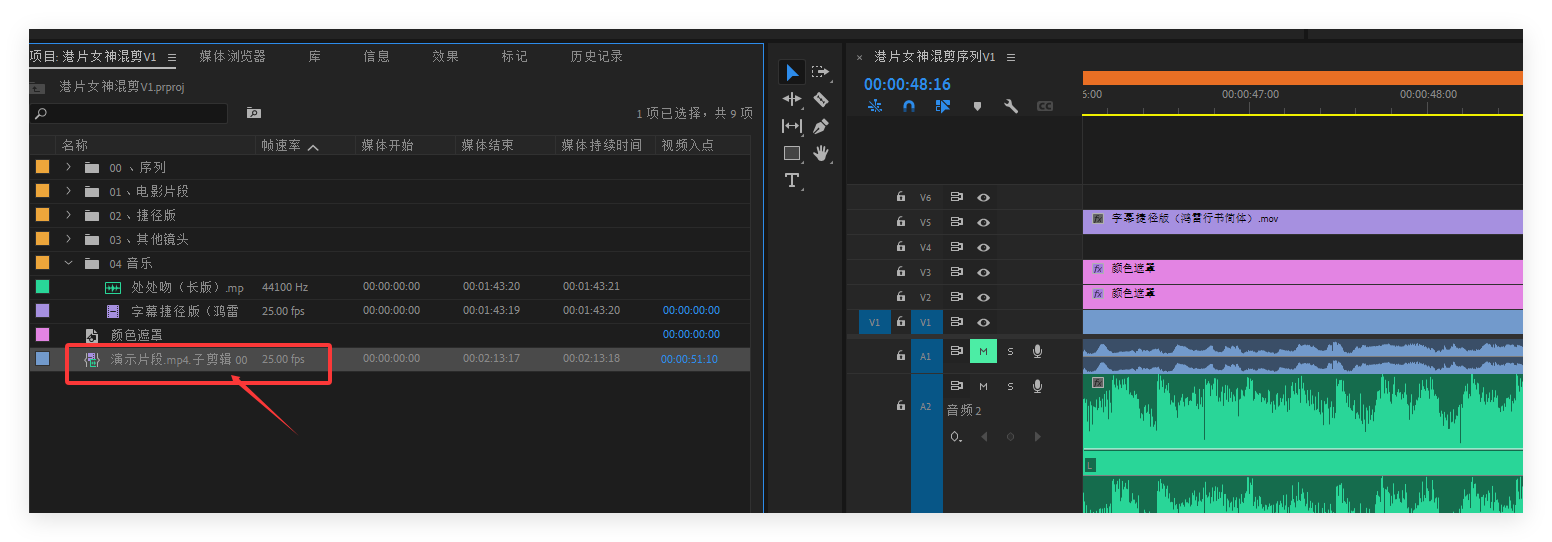 项目: 港片女神混剪V1 媒体浏览器 库 信息 效果 标记 历史记录
港片女神混剪V1.prproj
1 项已选择，共 9 项
名称 帧速率 媒体开始 媒体结束 媒体持续时间 视频入点
00 、序列
01、电影片段
02、捷径版
03、其他镜头
04 音乐
处处吻（长版）.mp 44100 Hz 00:00:00:00 00:01:43:20 00:01:43:21
字幕捷径版（鸿雷 25.00 fps 00:00:00:00 00:01:43:19 00:01:43:20 00:00:00:00
颜色遮罩 00:00:00:00
演示片段.mp4.子剪辑 00 25.00 fps 00:00:00:00 00:02:13:17 00:02:13:18 00:00:51:10
T
× 港片女神混剪序列V1
00:00:48:16
5:00 00:00:47:00 00:00:48:00
CC
V6
V5 fx 字幕捷径版（鸿雷行书简体）.mov
V4
V3 fx 颜色遮罩
V2 fx 颜色遮罩
V1 V1
A1 M S
A2 M S fx
音频 2
L